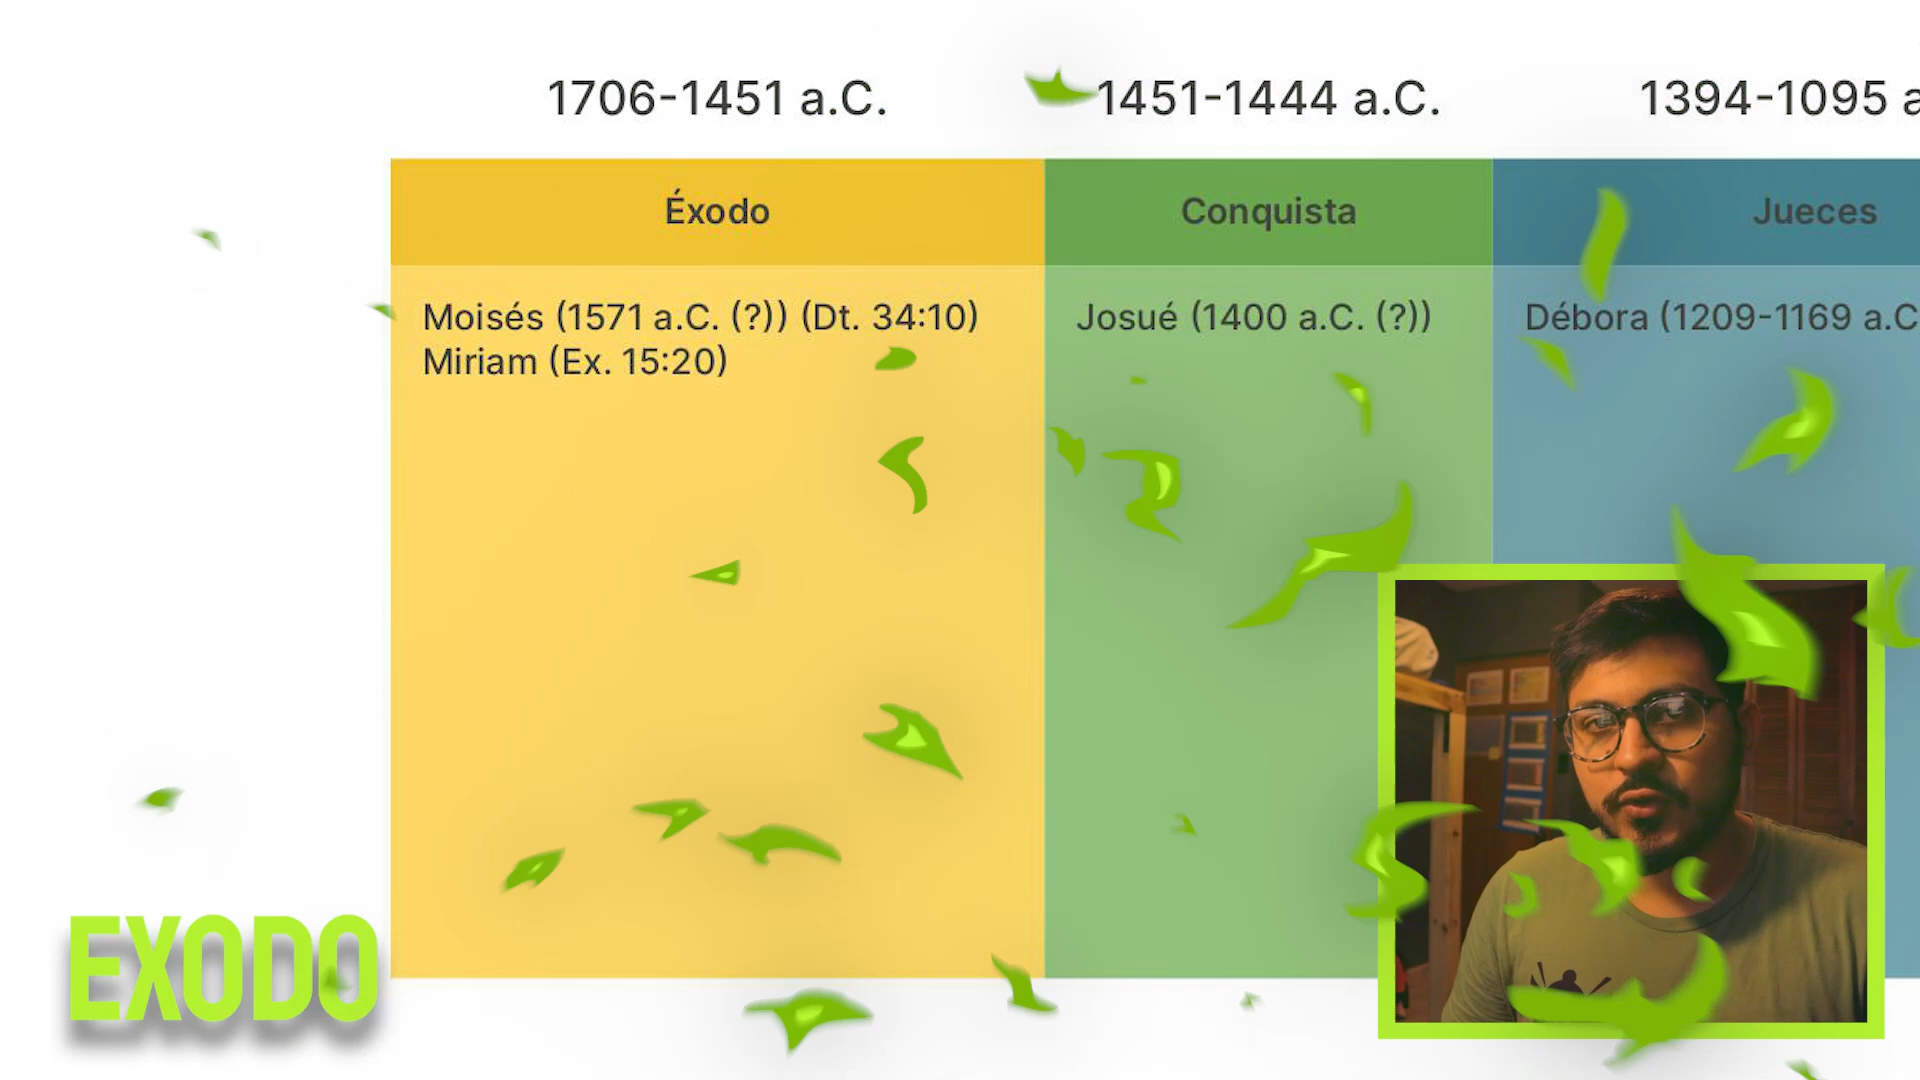 1706-1451 a.C.
1451-1444 a.C.
1394-1095 a
Éxodo
Conquista
Jueces
Moisés (1571 a.C. (?)) (Dt. 34:10)
Miriam (Ex. 15:20)
Josué (1400 a.C. (?))
Débora (1209-1169 a.C
EXODO